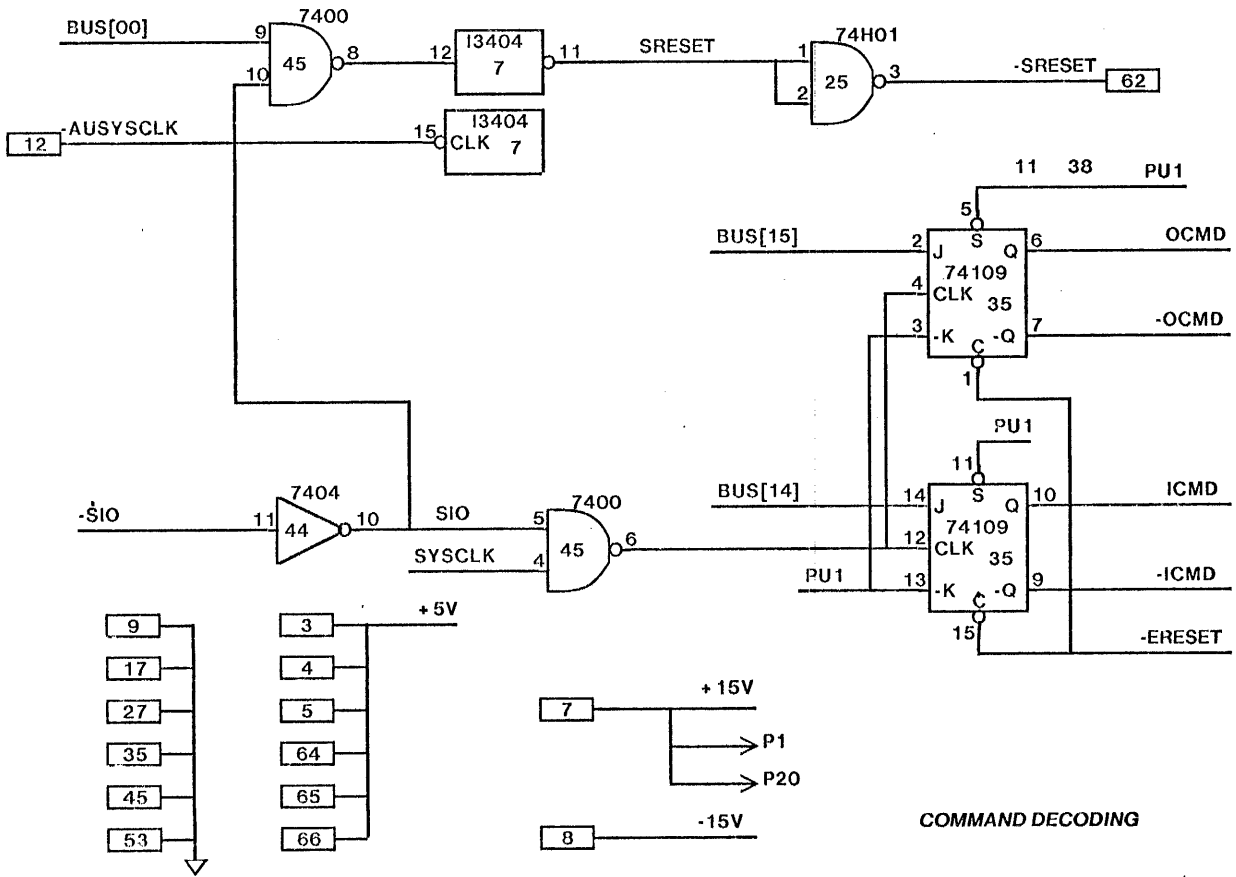 BUS[00]
9
10
7400
45
8
12
I3404
7
11
SRESET
1
2
74H01
25
3
-SRESET
62
12
-AUSYSCLK
15
CLK
I3404
7
11 38 PU1
5
BUS[15]
2
J
S
Q
6
OCMD
74109
4
CLK
35
3
-K
C
-Q
7
-OCMD
1
PU1
11
BUS[14]
14
J
S
Q
10
ICMD
74109
12
CLK
35
PU1
13
-K
C
-Q
9
-ICMD
15
-ERESET
-SIO
11
7404
44
10
SIO
SYSCLK
5
4
7400
45
6
9
17
27
35
45
53
3
4
5
64
65
66
+5V
7
+15V
P1
P20
8
-15V
COMMAND DECODING